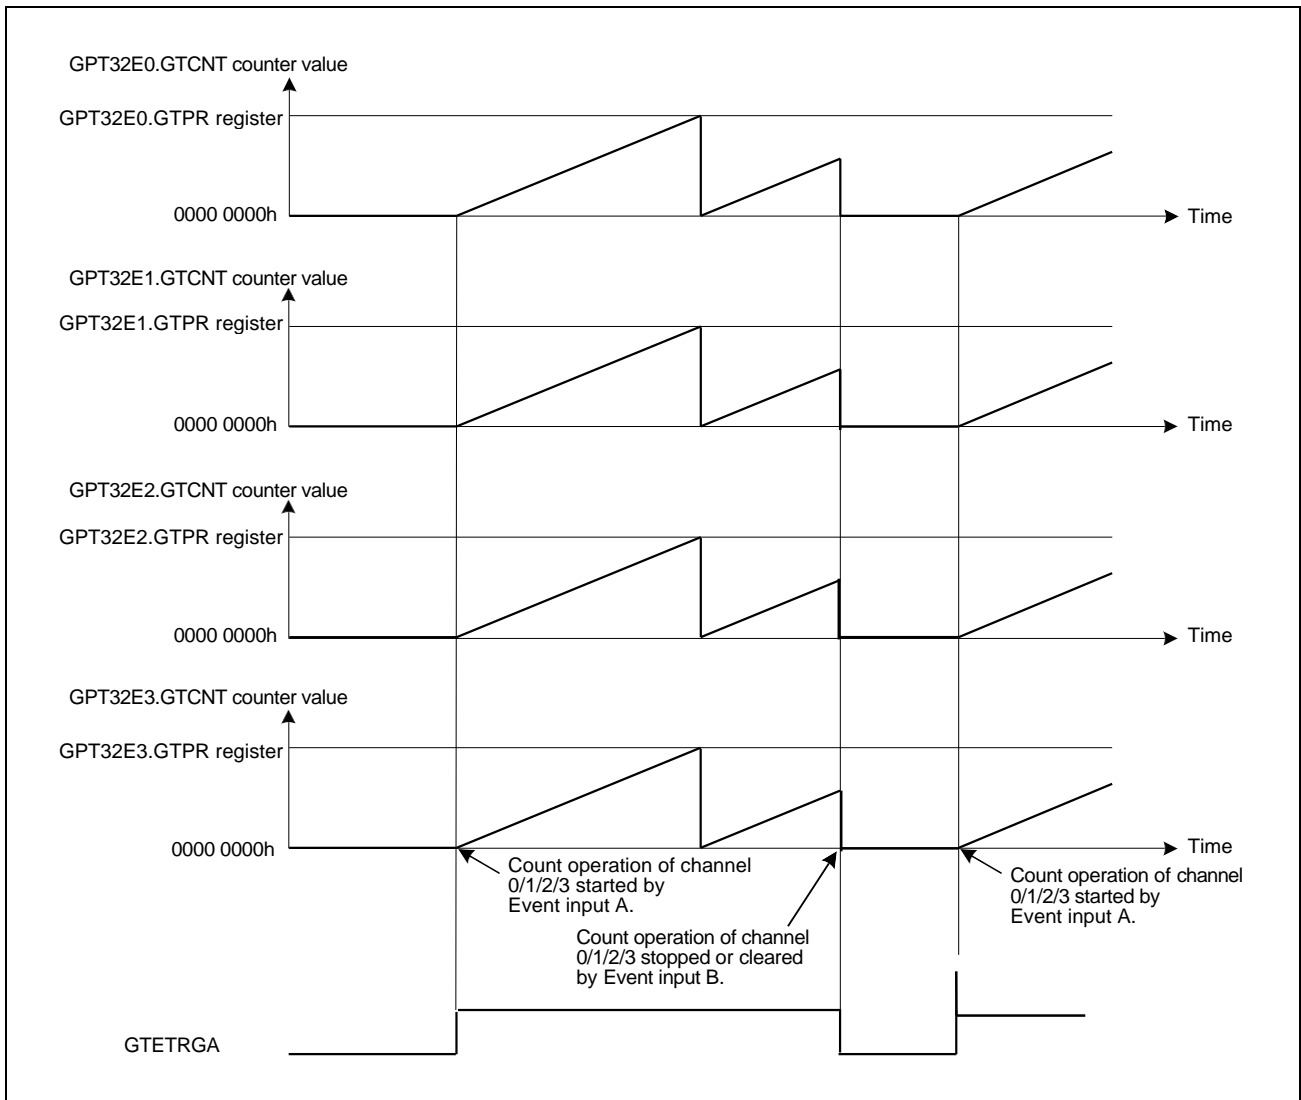 GPT32E0.GTCNT counter value
GPT32E0.GTPR register
0000 0000h
Time
GPT32E1.GTCNT counter value
GPT32E1.GTPR register
0000 0000h
Time
GPT32E2.GTCNT counter value
GPT32E2.GTPR register
0000 0000h
Time
GPT32E3.GTCNT counter value
GPT32E3.GTPR register
0000 0000h
Time
Count operation of channel
0/1/2/3 started by
Event input A.
Count operation of channel
0/1/2/3 stopped or cleared
by Event input B.
Count operation of channel
0/1/2/3 started by
Event input A.
GTETRGA